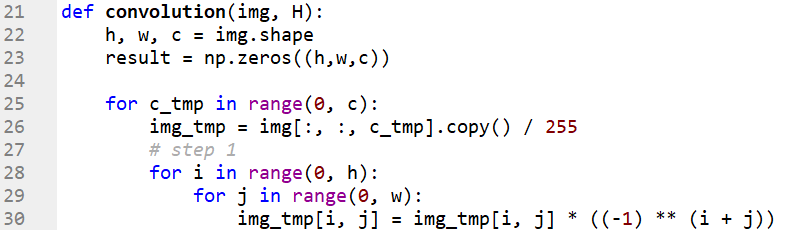 21 def convolution(img, H):
22     h, w, c = img.shape
23     result = np.zeros((h,w,c))
24
25     for c_tmp in range(0, c):
26         img_tmp = img[:, :, c_tmp].copy() / 255
27         # step 1
28         for i in range(0, h):
29             for j in range(0, w):
30                 img_tmp[i, j] = img_tmp[i, j] * ((-1) ** (i + j))